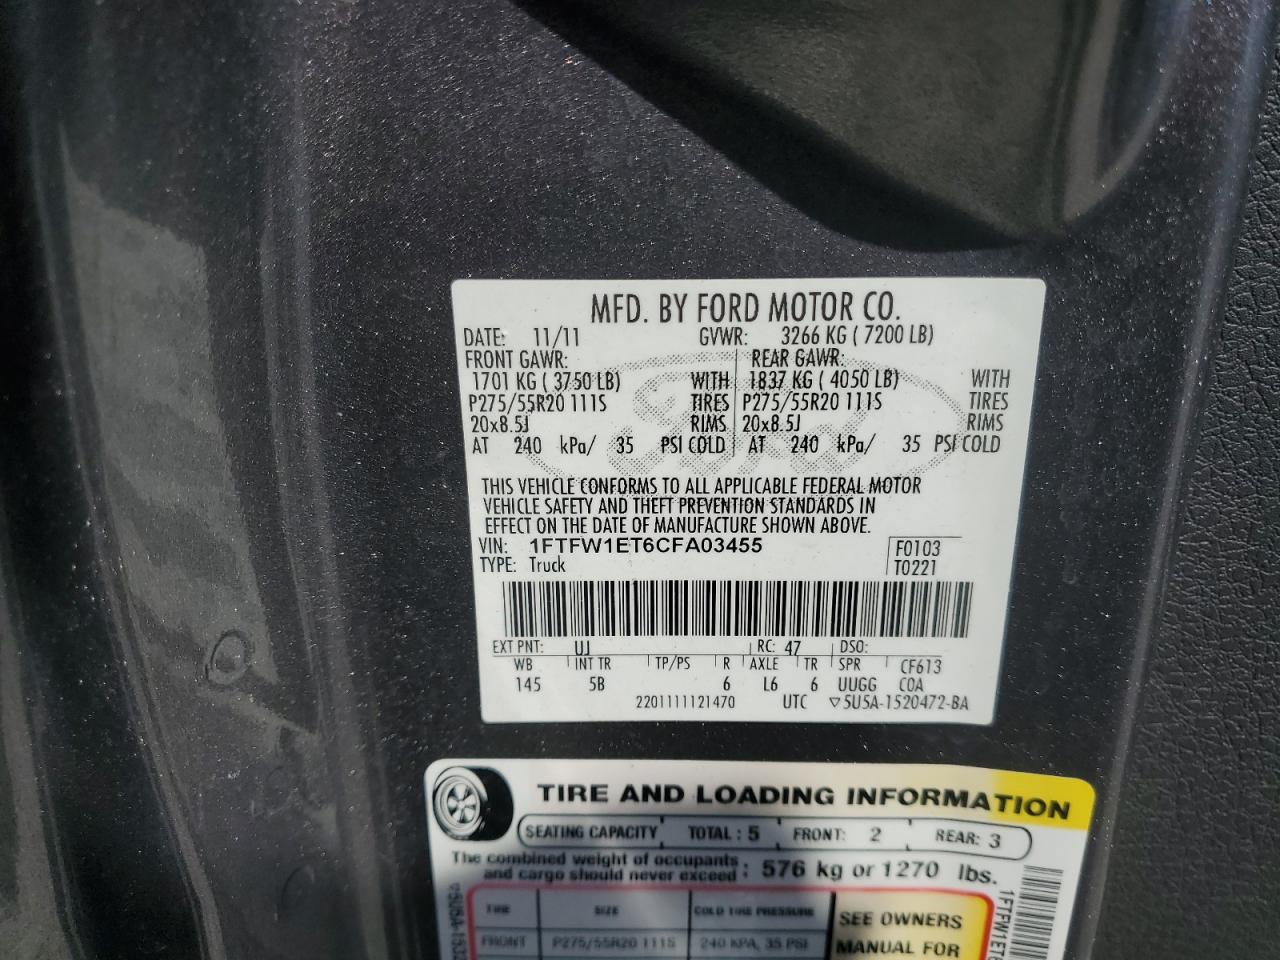 MFD. BY FORD MOTOR CO.
DATE: 11/11 GVWR: 3266 KG ( 7200 LB)
FRONT GAWR: REAR GAWR:
1701 KG ( 3750 LB) WITH 1837 KG ( 4050 LB) WITH
P275/55R20 111S TIRES P275/55R20 111S TIRES
20x8.5J RIMS 20x8.5J RIMS
AT 240 kPa/ 35 PSI COLD AT 240 kPa/ 35 PSI COLD
Ford
THIS VEHICLE CONFORMS TO ALL APPLICABLE FEDERAL MOTOR
VEHICLE SAFETY AND THEFT PREVENTION STANDARDS IN
EFFECT ON THE DATE OF MANUFACTURE SHOWN ABOVE.
VIN: 1FTFW1ET6CFA03455 F0103
TYPE: Truck T0221
EXT PNT: UJ RC: 47 DSO:
WB INT TR TP/PS R AXLE TR SPR CF613
145 5B 6 L6 6 UUGG COA
2201111121470 UTC ▽5U5A-1520472-BA
TIRE AND LOADING INFORMATION
SEATING CAPACITY TOTAL : 5 FRONT: 2 REAR: 3
The combined weight of occupants
and cargo should never exceed : 576 kg or 1270 lbs.
TIRE SIZE COLD TIRE PRESSURE SEE OWNERS
FRONT P275/55R20 111S 240 KPA, 35 PSI MANUAL FOR
1FTFW1ET6